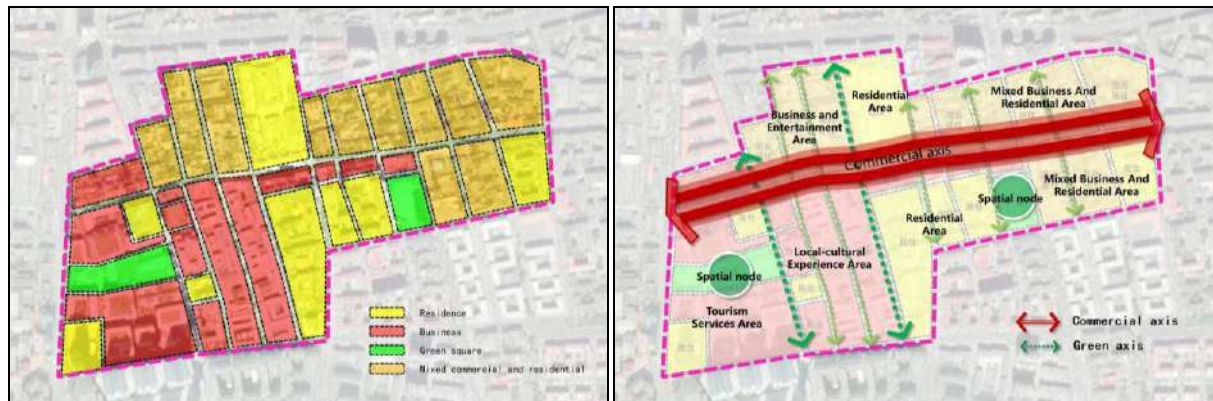 Residence
Business
Green square
Mixed commercial and residential
Residential
Area
Mixed Business And
Residential Area
Business and
Entertainment
Area
Commercial axis
Mixed Business And
Residential Area
Spatial node
Residential
Area
Local-cultural
Experience Area
Spatial node
Tourism
Services Area
Commercial axis
Green axis